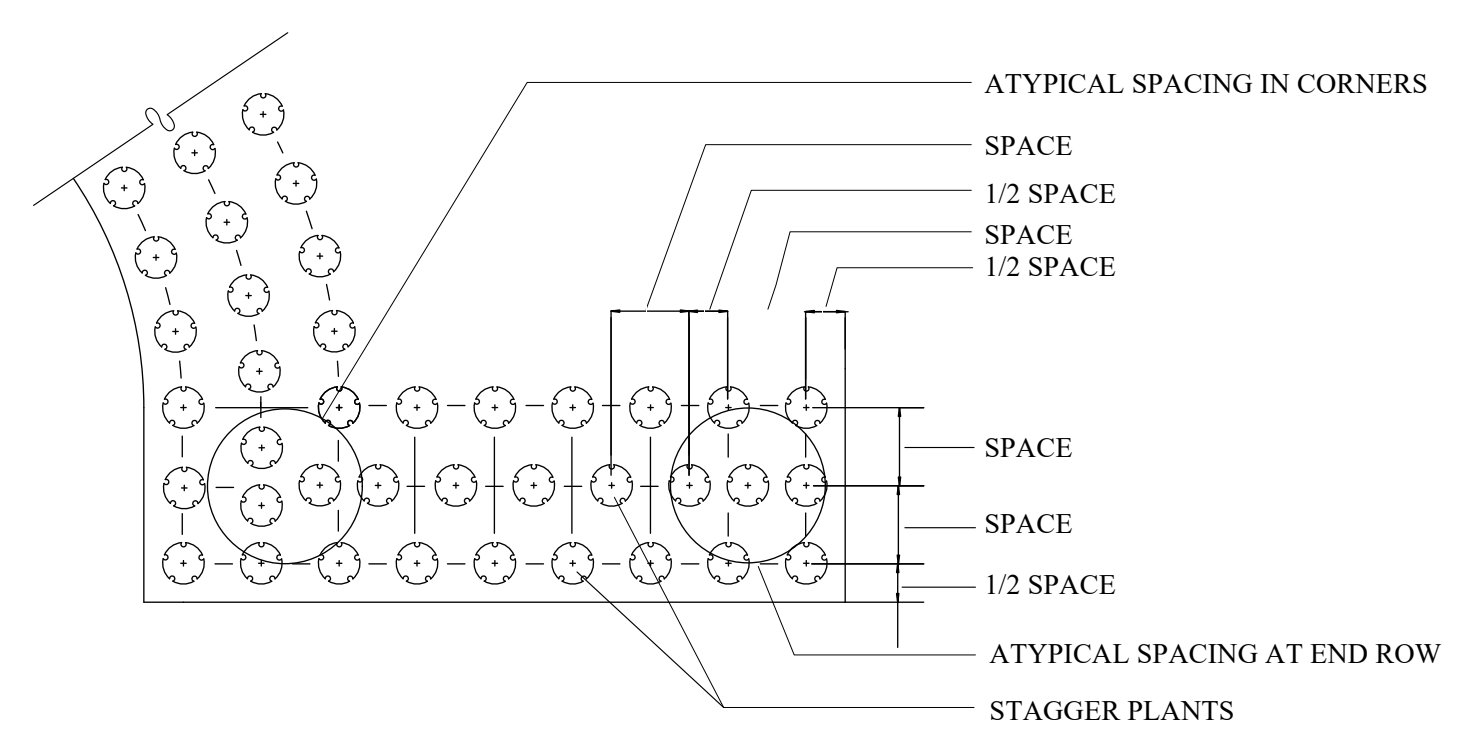 ATYPICAL SPACING IN CORNERS
SPACE
1/2 SPACE
SPACE
1/2 SPACE
SPACE
SPACE
1/2 SPACE
ATYPICAL SPACING AT END ROW
STAGGER PLANTS